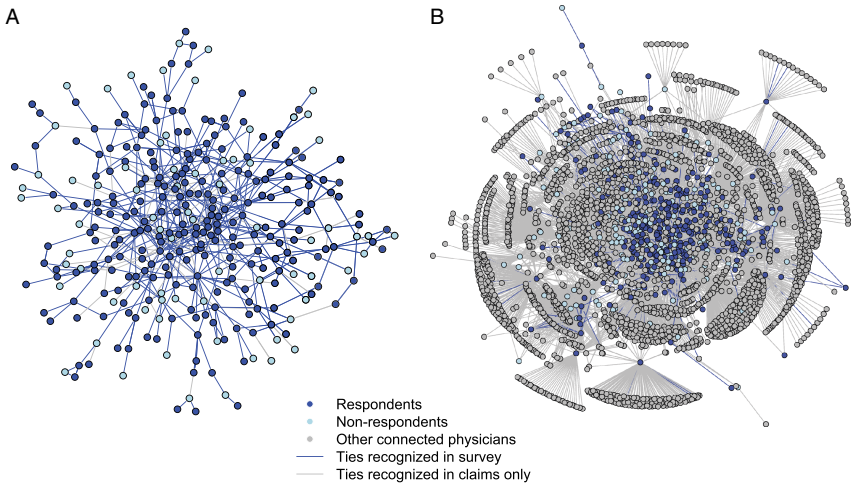 A
B
Respondents
Non-respondents
Other connected physicians
Ties recognized in survey
Ties recognized in claims only